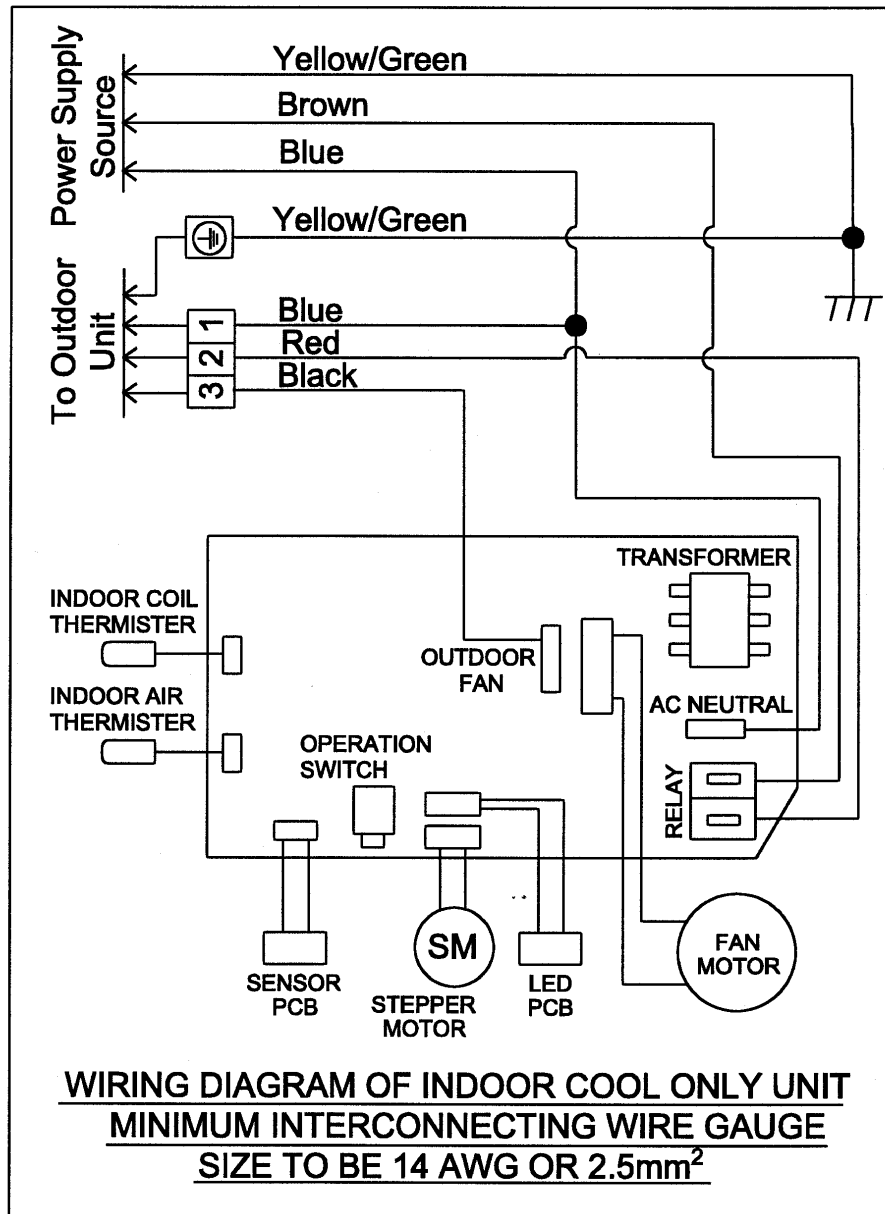 Power Supply
Source
Yellow/Green
Brown
Blue
Yellow/Green
To Outdoor
Unit
1
Blue
2
Red
3
Black
TRANSFORMER
INDOOR COIL
THERMISTER
OUTDOOR
FAN
INDOOR AIR
THERMISTER
AC NEUTRAL
OPERATION
SWITCH
RELAY
SM
FAN
MOTOR
SENSOR
PCB
STEPPER
MOTOR
LED
PCB
WIRING DIAGRAM OF INDOOR COOL ONLY UNIT
MINIMUM INTERCONNECTING WIRE GAUGE
SIZE TO BE 14 AWG OR 2.5mm²